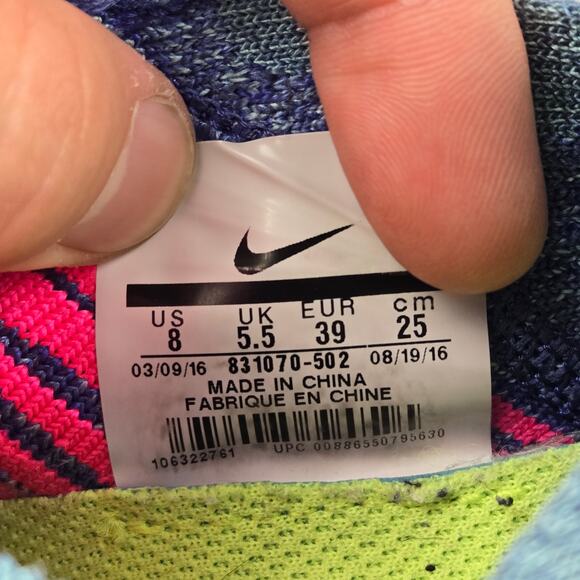 US UK EUR cm
8 5.5 39 25
03/09/16 831070-502 08/19/16
MADE IN CHINA
FABRIQUE EN CHINE
106322761 UPC 00886550795630